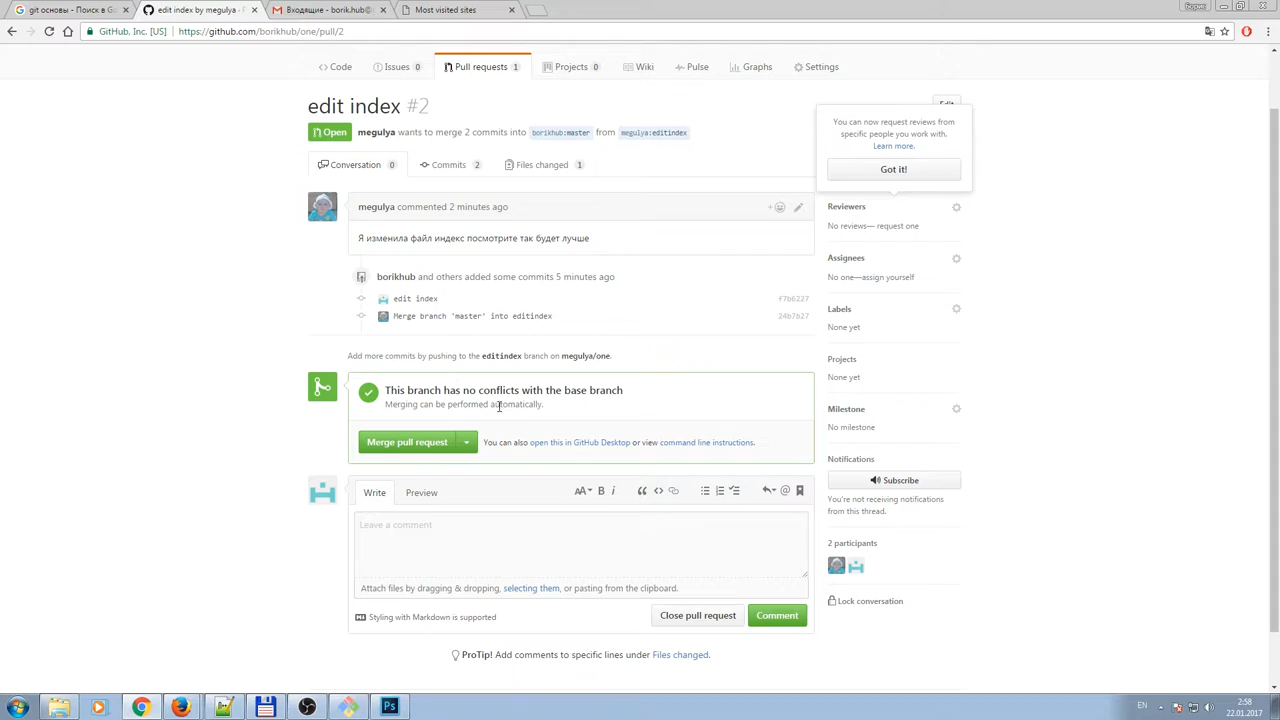 git основы - Поиск в Goo
edit index by megulya · P
Входящие - borik.hub@
Most visited sites
GitHub, Inc. [US]
https://github.com/borikhub/one/pull/2
Code
Issues 0
Pull requests 1
Projects 0
Wiki
Pulse
Graphs
Settings
edit index #2
Edit
You can now request reviews from
specific people you work with.
Learn more.
Got it!
Open
megulya wants to merge 2 commits into borikhub:master from megulya:editindex
Conversation 0
Commits 2
Files changed 1
megulya commented 2 minutes ago
Я изменила файл индекс посмотрите так будет лучше
borikhub and others added some commits 5 minutes ago
edit index f7b6227
Merge branch 'master' into editindex 24b7b27
Add more commits by pushing to the editindex branch on megulya/one.
This branch has no conflicts with the base branch
Merging can be performed automatically.
Merge pull request
You can also open this in GitHub Desktop or view command line instructions.
Write
Preview
AA
B
i
Leave a comment
Attach files by dragging & dropping, selecting them, or pasting from the clipboard.
Styling with Markdown is supported
Close pull request
Comment
ProTip! Add comments to specific lines under Files changed.
Reviewers
No reviews— request one
Assignees
No one—assign yourself
Labels
None yet
Projects
None yet
Milestone
No milestone
Notifications
Subscribe
You're not receiving notifications
from this thread.
2 participants
Lock conversation
Ps
EN
2:58
22.01.2017